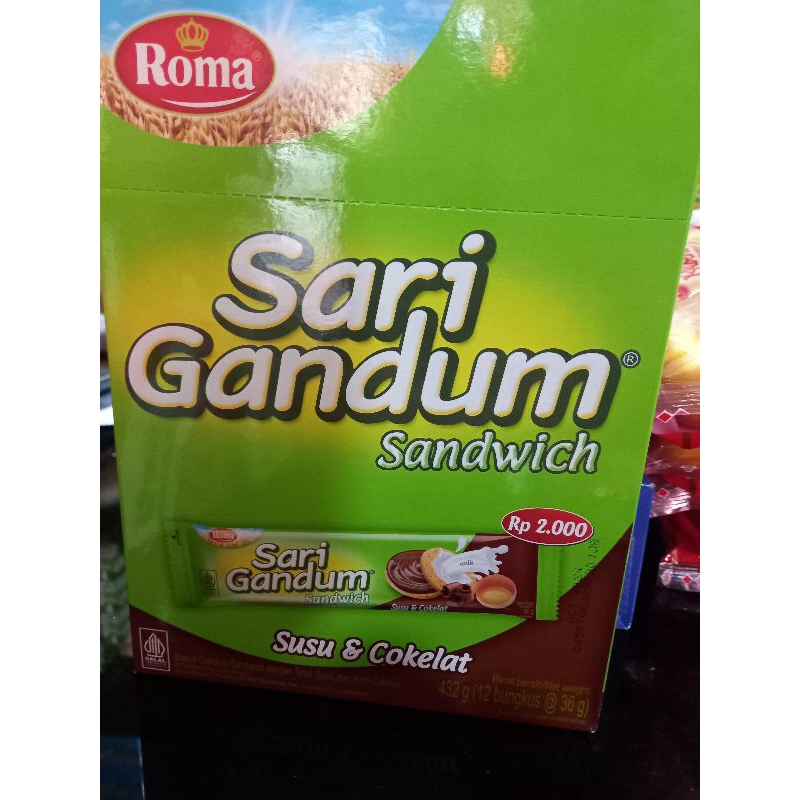 Roma
Sari
Gandum®
Sandwich
Rp 2.000
Sari
Gandum
Sandwich
milk
Susu & Cokelat
Susu & Cokelat
HALAL
Berat bersih/Net weight
432 g (12 bungkus @ 36 g)